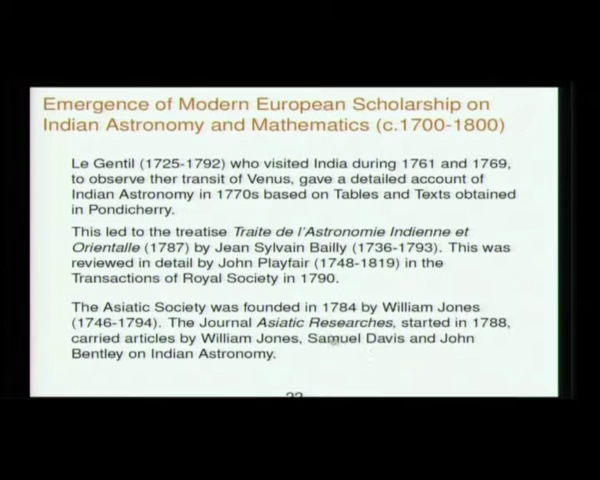 Emergence of Modern European Scholarship on
Indian Astronomy and Mathematics (c.1700-1800)
Le Gentil (1725-1792) who visited India during 1761 and 1769,
to observe ther transit of Venus, gave a detailed account of
Indian Astronomy in 1770s based on Tables and Texts obtained
in Pondicherry.
This led to the treatise Traite de l'Astronomie Indienne et
Orientalle (1787) by Jean Sylvain Bailly (1736-1793). This was
reviewed in detail by John Playfair (1748-1819) in the
Transactions of Royal Society in 1790.
The Asiatic Society was founded in 1784 by William Jones
(1746-1794). The Journal Asiatic Researches, started in 1788,
carried articles by William Jones, Samuel Davis and John
Bentley on Indian Astronomy.